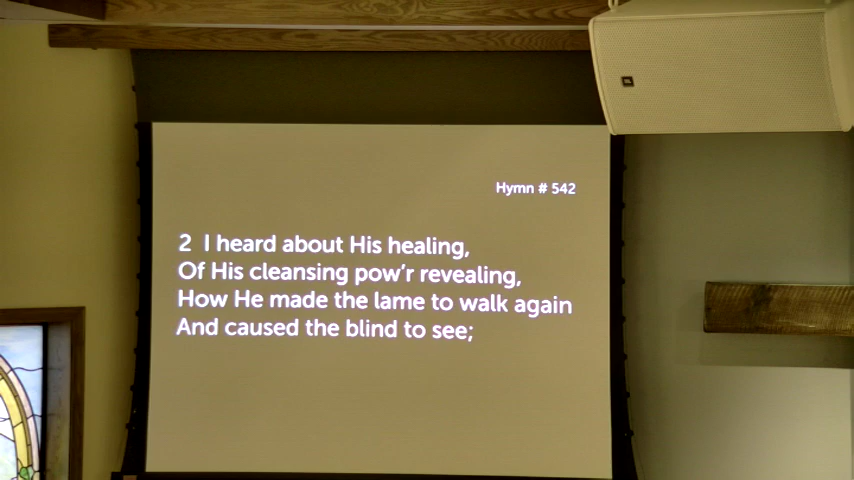 Hymn # 542
2 I heard about His healing,
Of His cleansing pow'r revealing,
How He made the lame to walk again
And caused the blind to see;
JBL